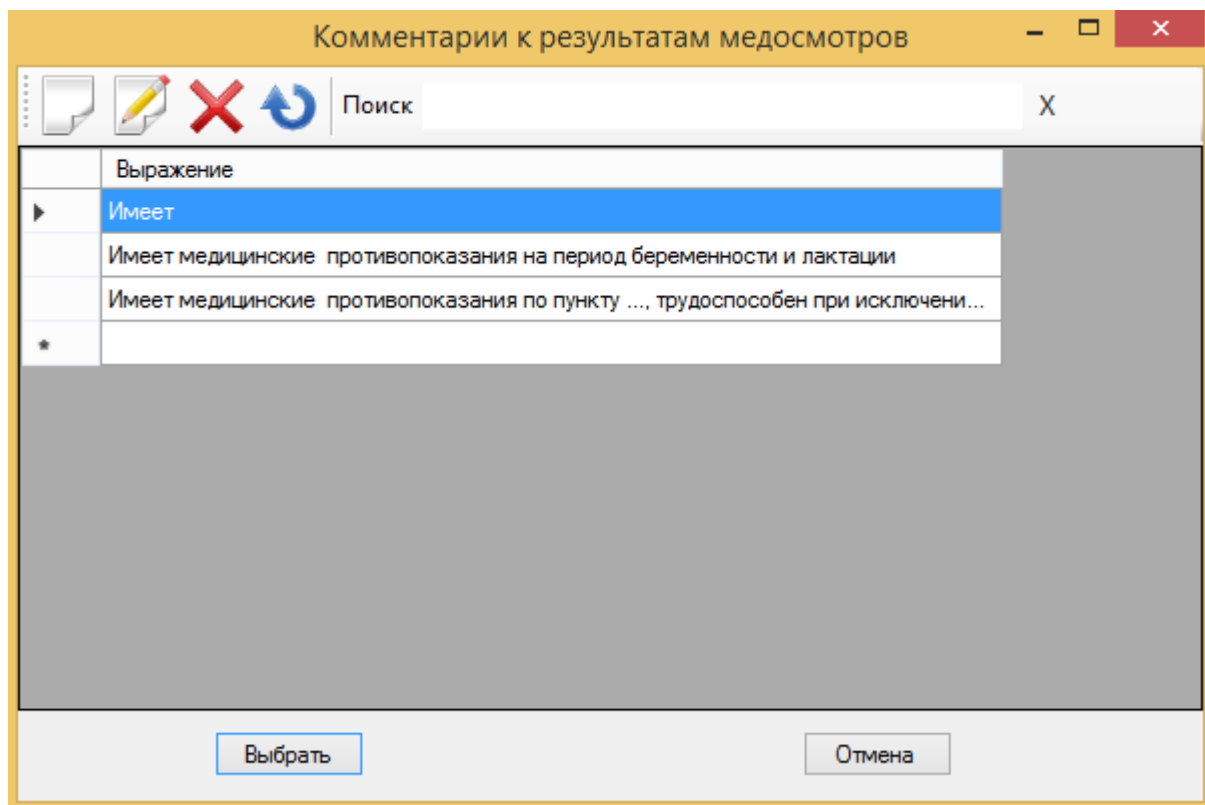 Комментарии к результатам медосмотров
Поиск X
Выражение
Имеет
Имеет медицинские противопоказания на период беременности и лактации
Имеет медицинские противопоказания по пункту ..., трудоспособен при исключени...
Выбрать Отмена